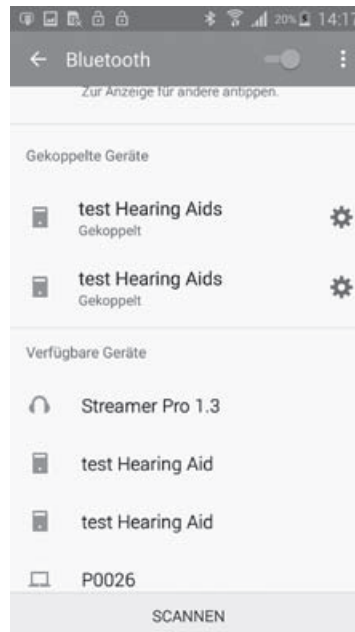 20% 14:17
Bluetooth
Zur Anzeige für andere antippen.
Gekoppelte Geräte
test Hearing Aids
Gekoppelt
test Hearing Aids
Gekoppelt
Verfügbare Geräte
Streamer Pro 1.3
test Hearing Aid
test Hearing Aid
P0026
SCANNEN